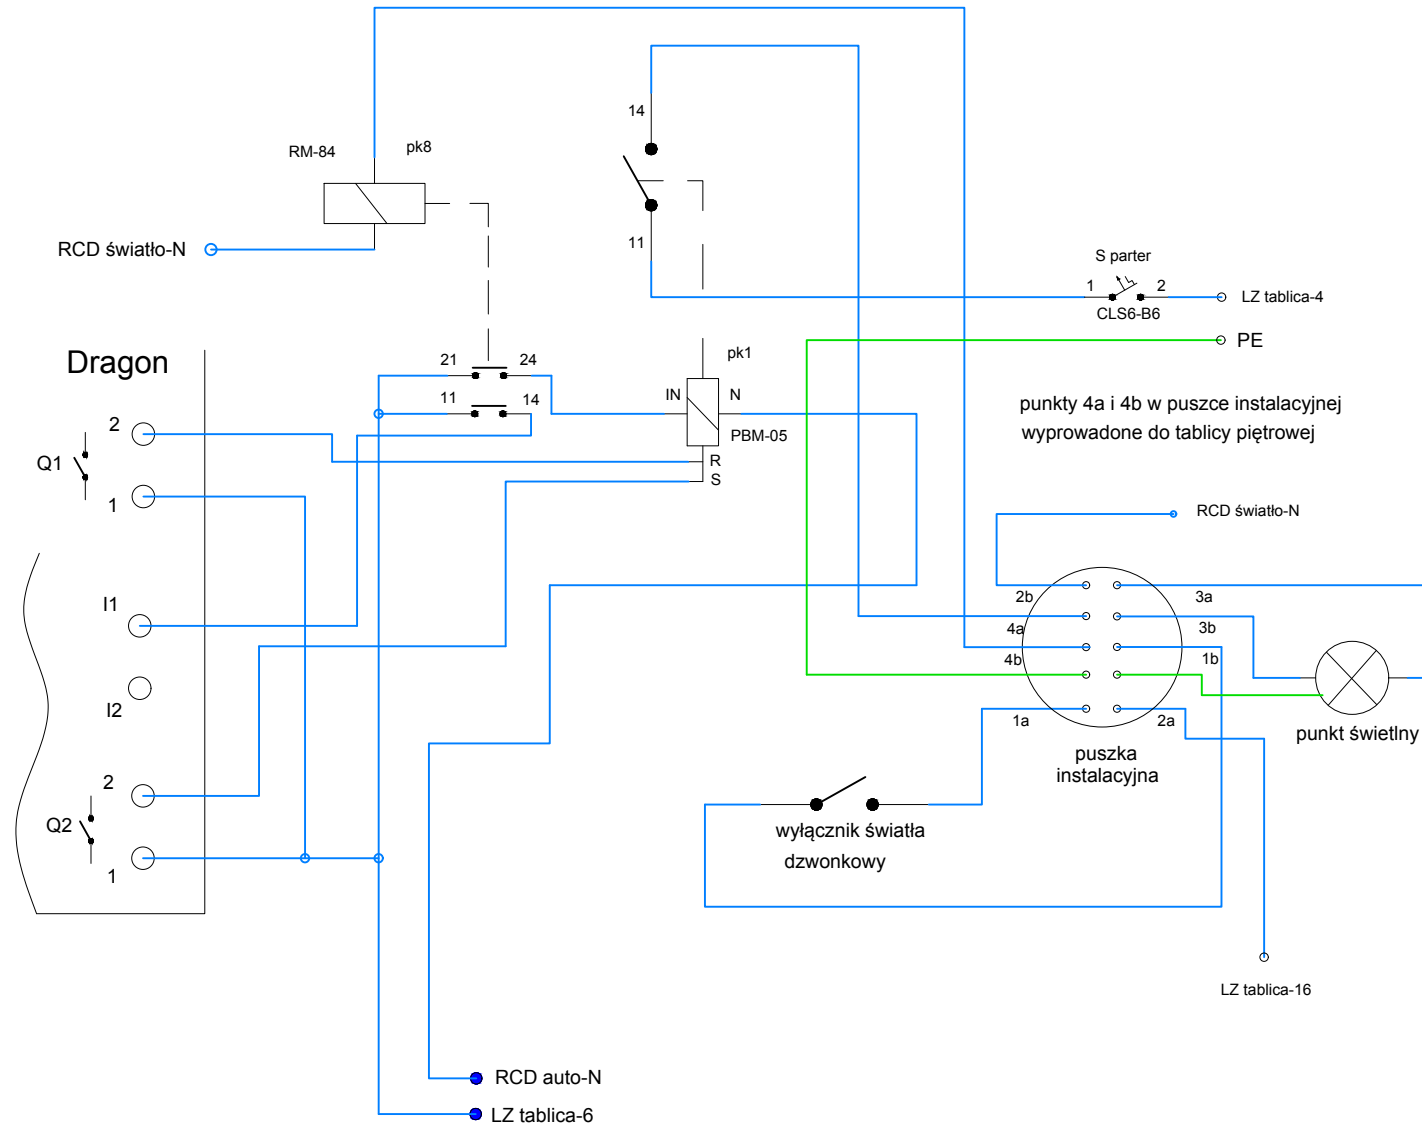 14
RM-84
pk8
11
RCD światło-N
S parter
1
2
LZ tablica-4
CLS6-B6
PE
Dragon
21
24
pk1
11
14
IN
N
PBM-05
R
S
punkty 4a i 4b w puszce instalacyjnej
wyprowadone do tablicy piętrowej
2
Q1
1
RCD światło-N
I1
2b
3a
4a
3b
4b
1b
I2
1a
2a
punkt świetlny
puszka
instalacyjna
2
Q2
1
wyłącznik światła
dzwonkowy
LZ tablica-16
RCD auto-N
LZ tablica-6